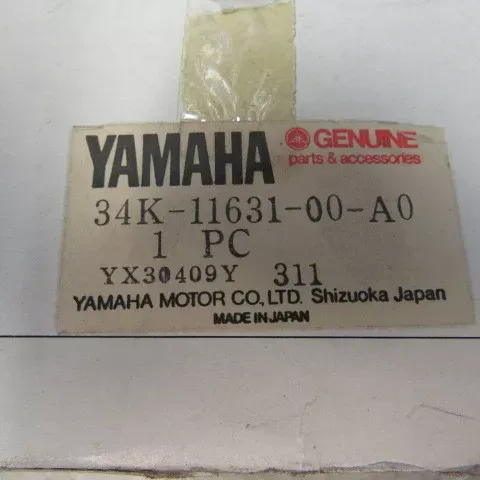 YAMAHA GENUINE
parts & accessories
34K-11631-00-A0
1 PC
YX30409Y 311
YAMAHA MOTOR CO., LTD. Shizuoka Japan
MADE IN JAPAN